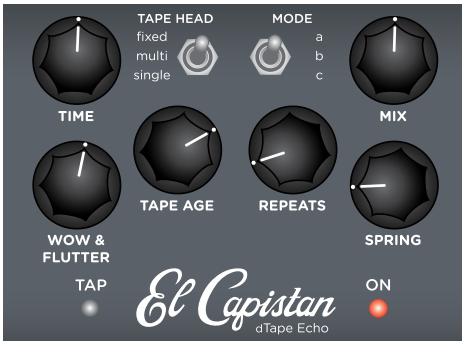 TAPE HEAD
MODE
fixed
multi
single
a
b
c
TIME
MIX
TAPE AGE
REPEATS
WOW &
FLUTTER
SPRING
TAP
ON
El Capistan
dTape Echo